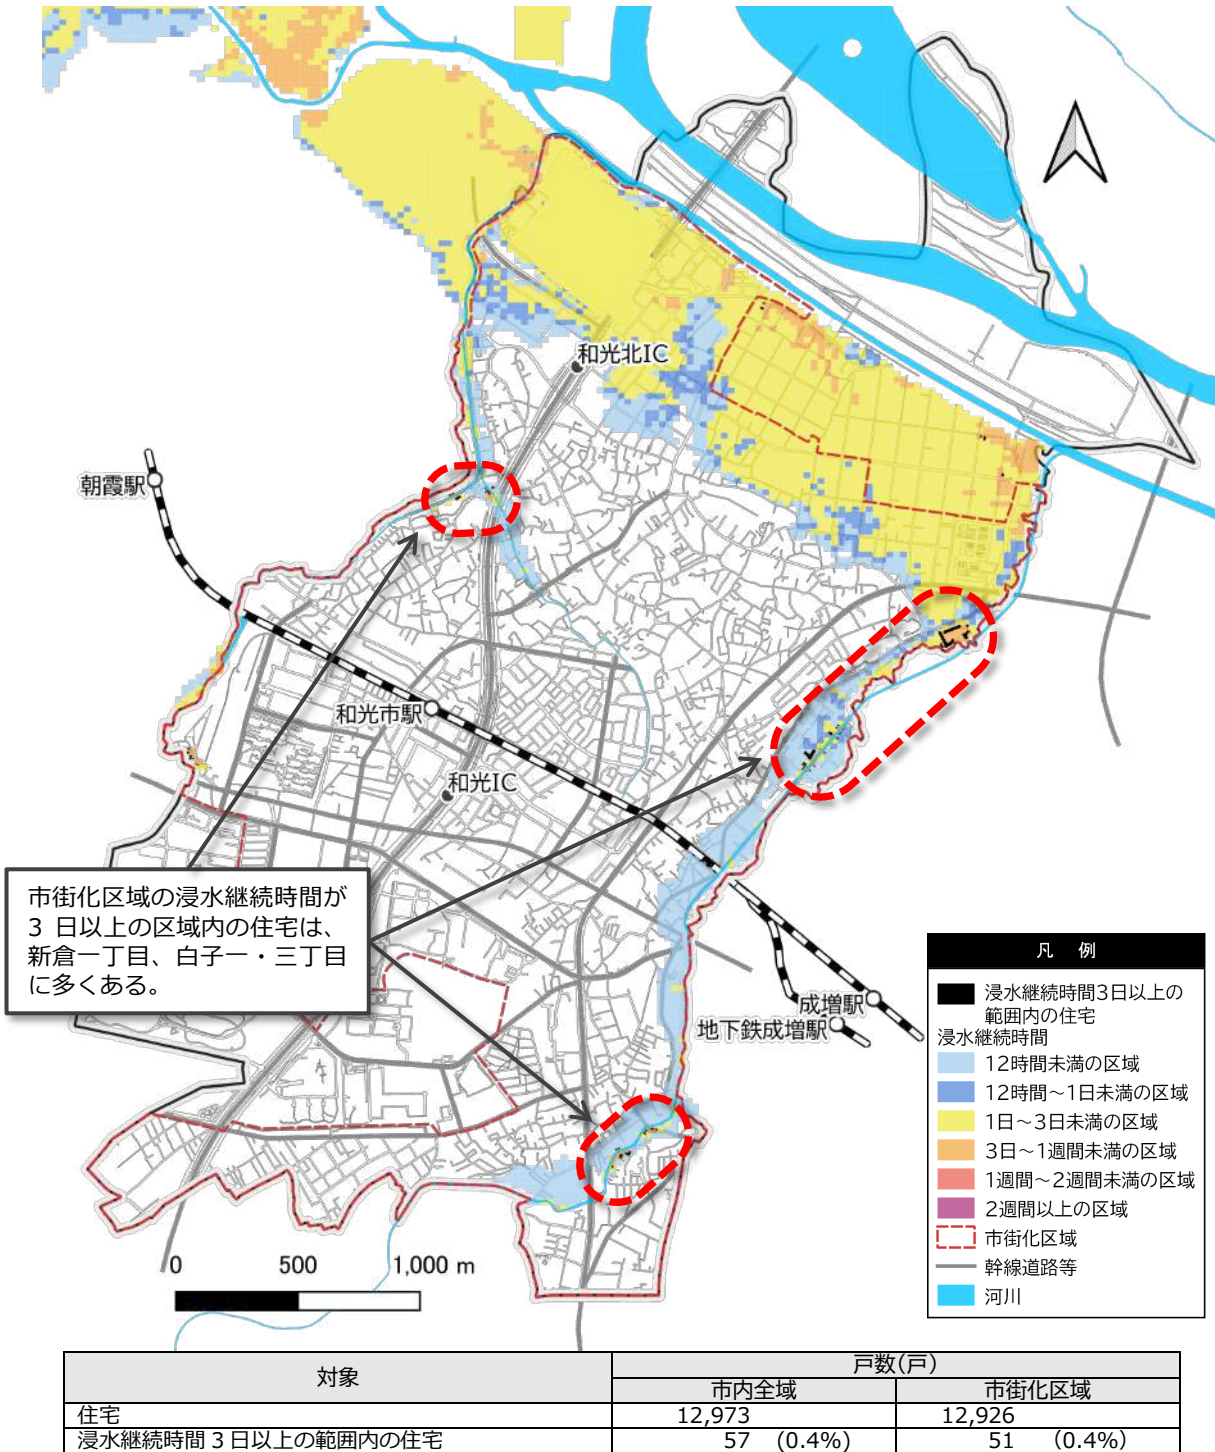 和光北IC
朝霞駅
和光市駅
和光IC
市街化区域の浸水継続時間が
3 日以上の区域内の住宅は、
新倉一丁目、白子一・三丁目
に多くある。
成増駅
地下鉄成増駅
凡 例
浸水継続時間3日以上の
範囲内の住宅
浸水継続時間
12時間未満の区域
12時間～1日未満の区域
1日～3日未満の区域
3日～1週間未満の区域
1週間～2週間未満の区域
2週間以上の区域
市街化区域
幹線道路等
河川
0 500 1,000 m
対象 戸数(戸)
市内全域 市街化区域
住宅 12,973 12,926
浸水継続時間 3 日以上の範囲内の住宅 57 (0.4%) 51 (0.4%)